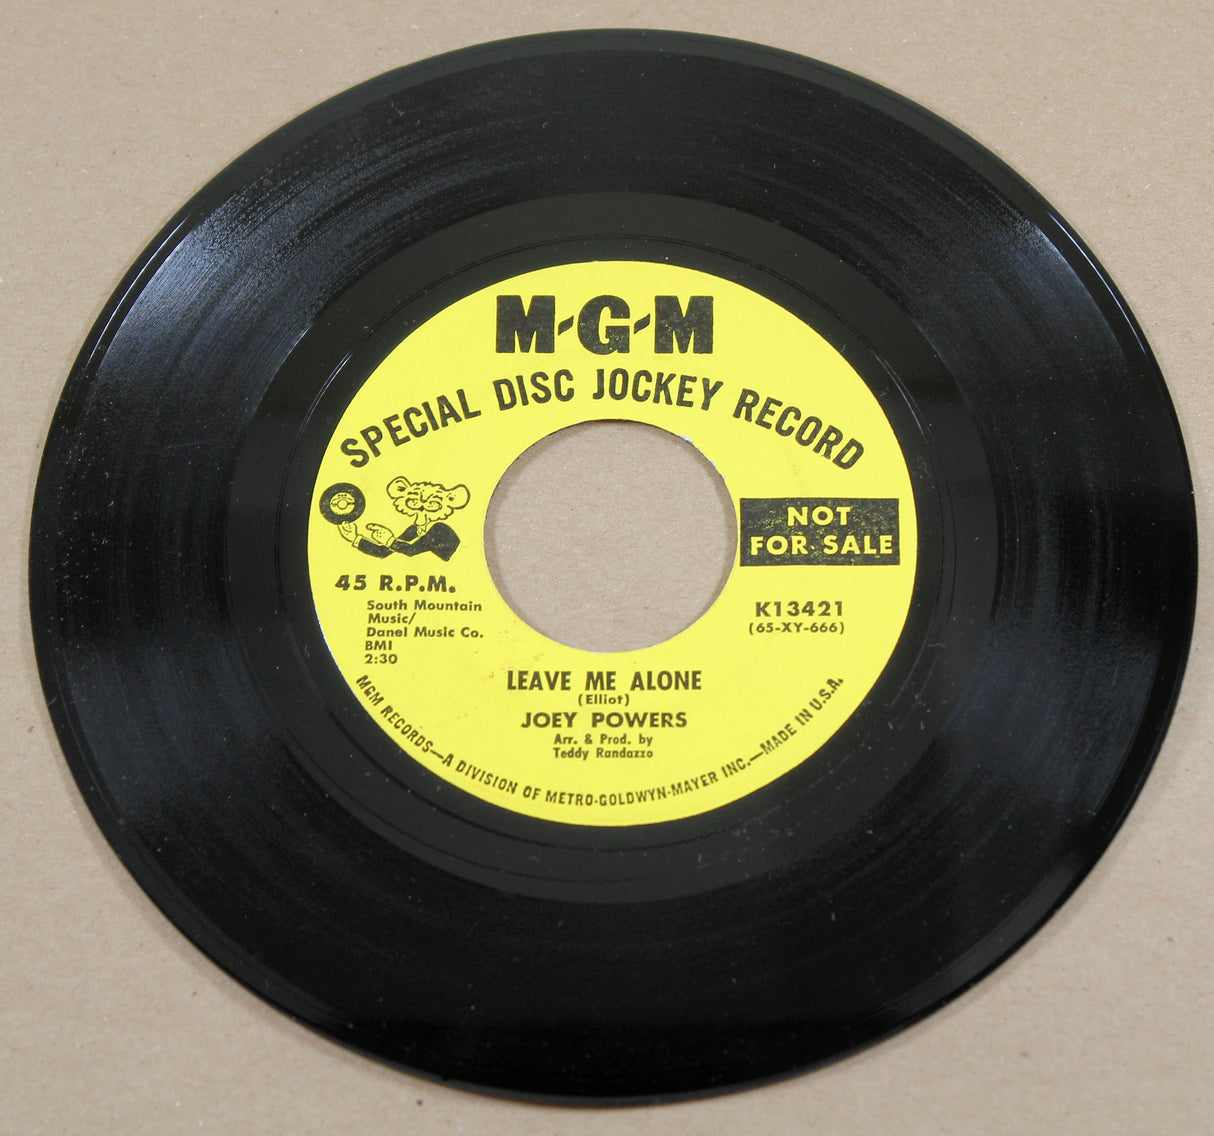 M-G-M
SPECIAL DISC JOCKEY RECORD
NOT
FOR SALE
45 R.P.M.
South Mountain
Music/
Danel Music Co.
BMI
2:30
K13421
(65-XY-666)
LEAVE ME ALONE
(Elliot)
JOEY POWERS
Arr. & Prod. by
Teddy Randazzo
MGM RECORDS—A DIVISION OF METRO-GOLDWYN-MAYER INC.—MADE IN U.S.A.